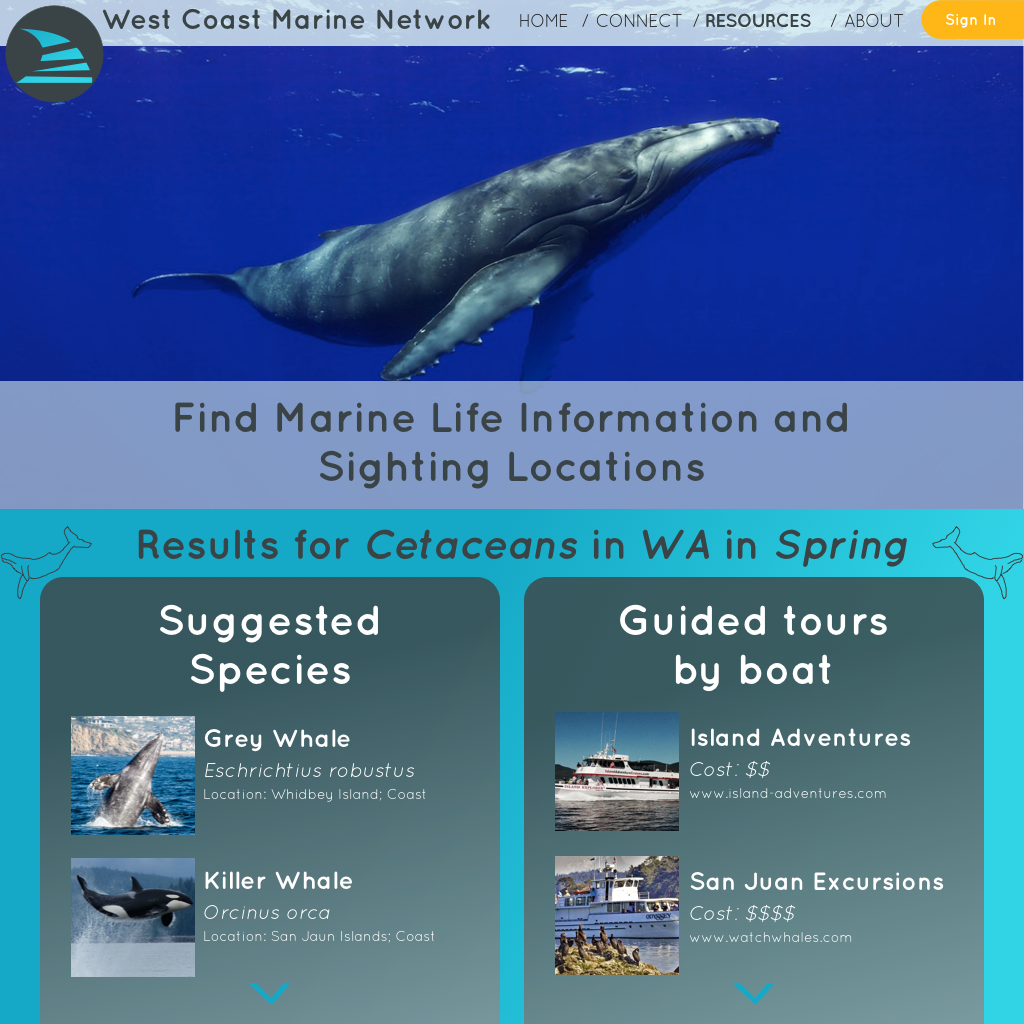 West Coast Marine Network
HOME / CONNECT / RESOURCES / ABOUT
Sign In
Find Marine Life Information and
Sighting Locations
Results for Cetaceans in WA in Spring
Suggested
Species
Grey Whale
Eschrichtius robustus
Location: Whidbey Island; Coast
Killer Whale
Orcinus orca
Location: San Jaun Islands; Coast
Guided tours
by boat
Island Adventures
Cost: $$
www.island-adventures.com
ISLAND EXPLORER
San Juan Excursions
Cost: $$$$
www.watchwhales.com
ODYSSEY